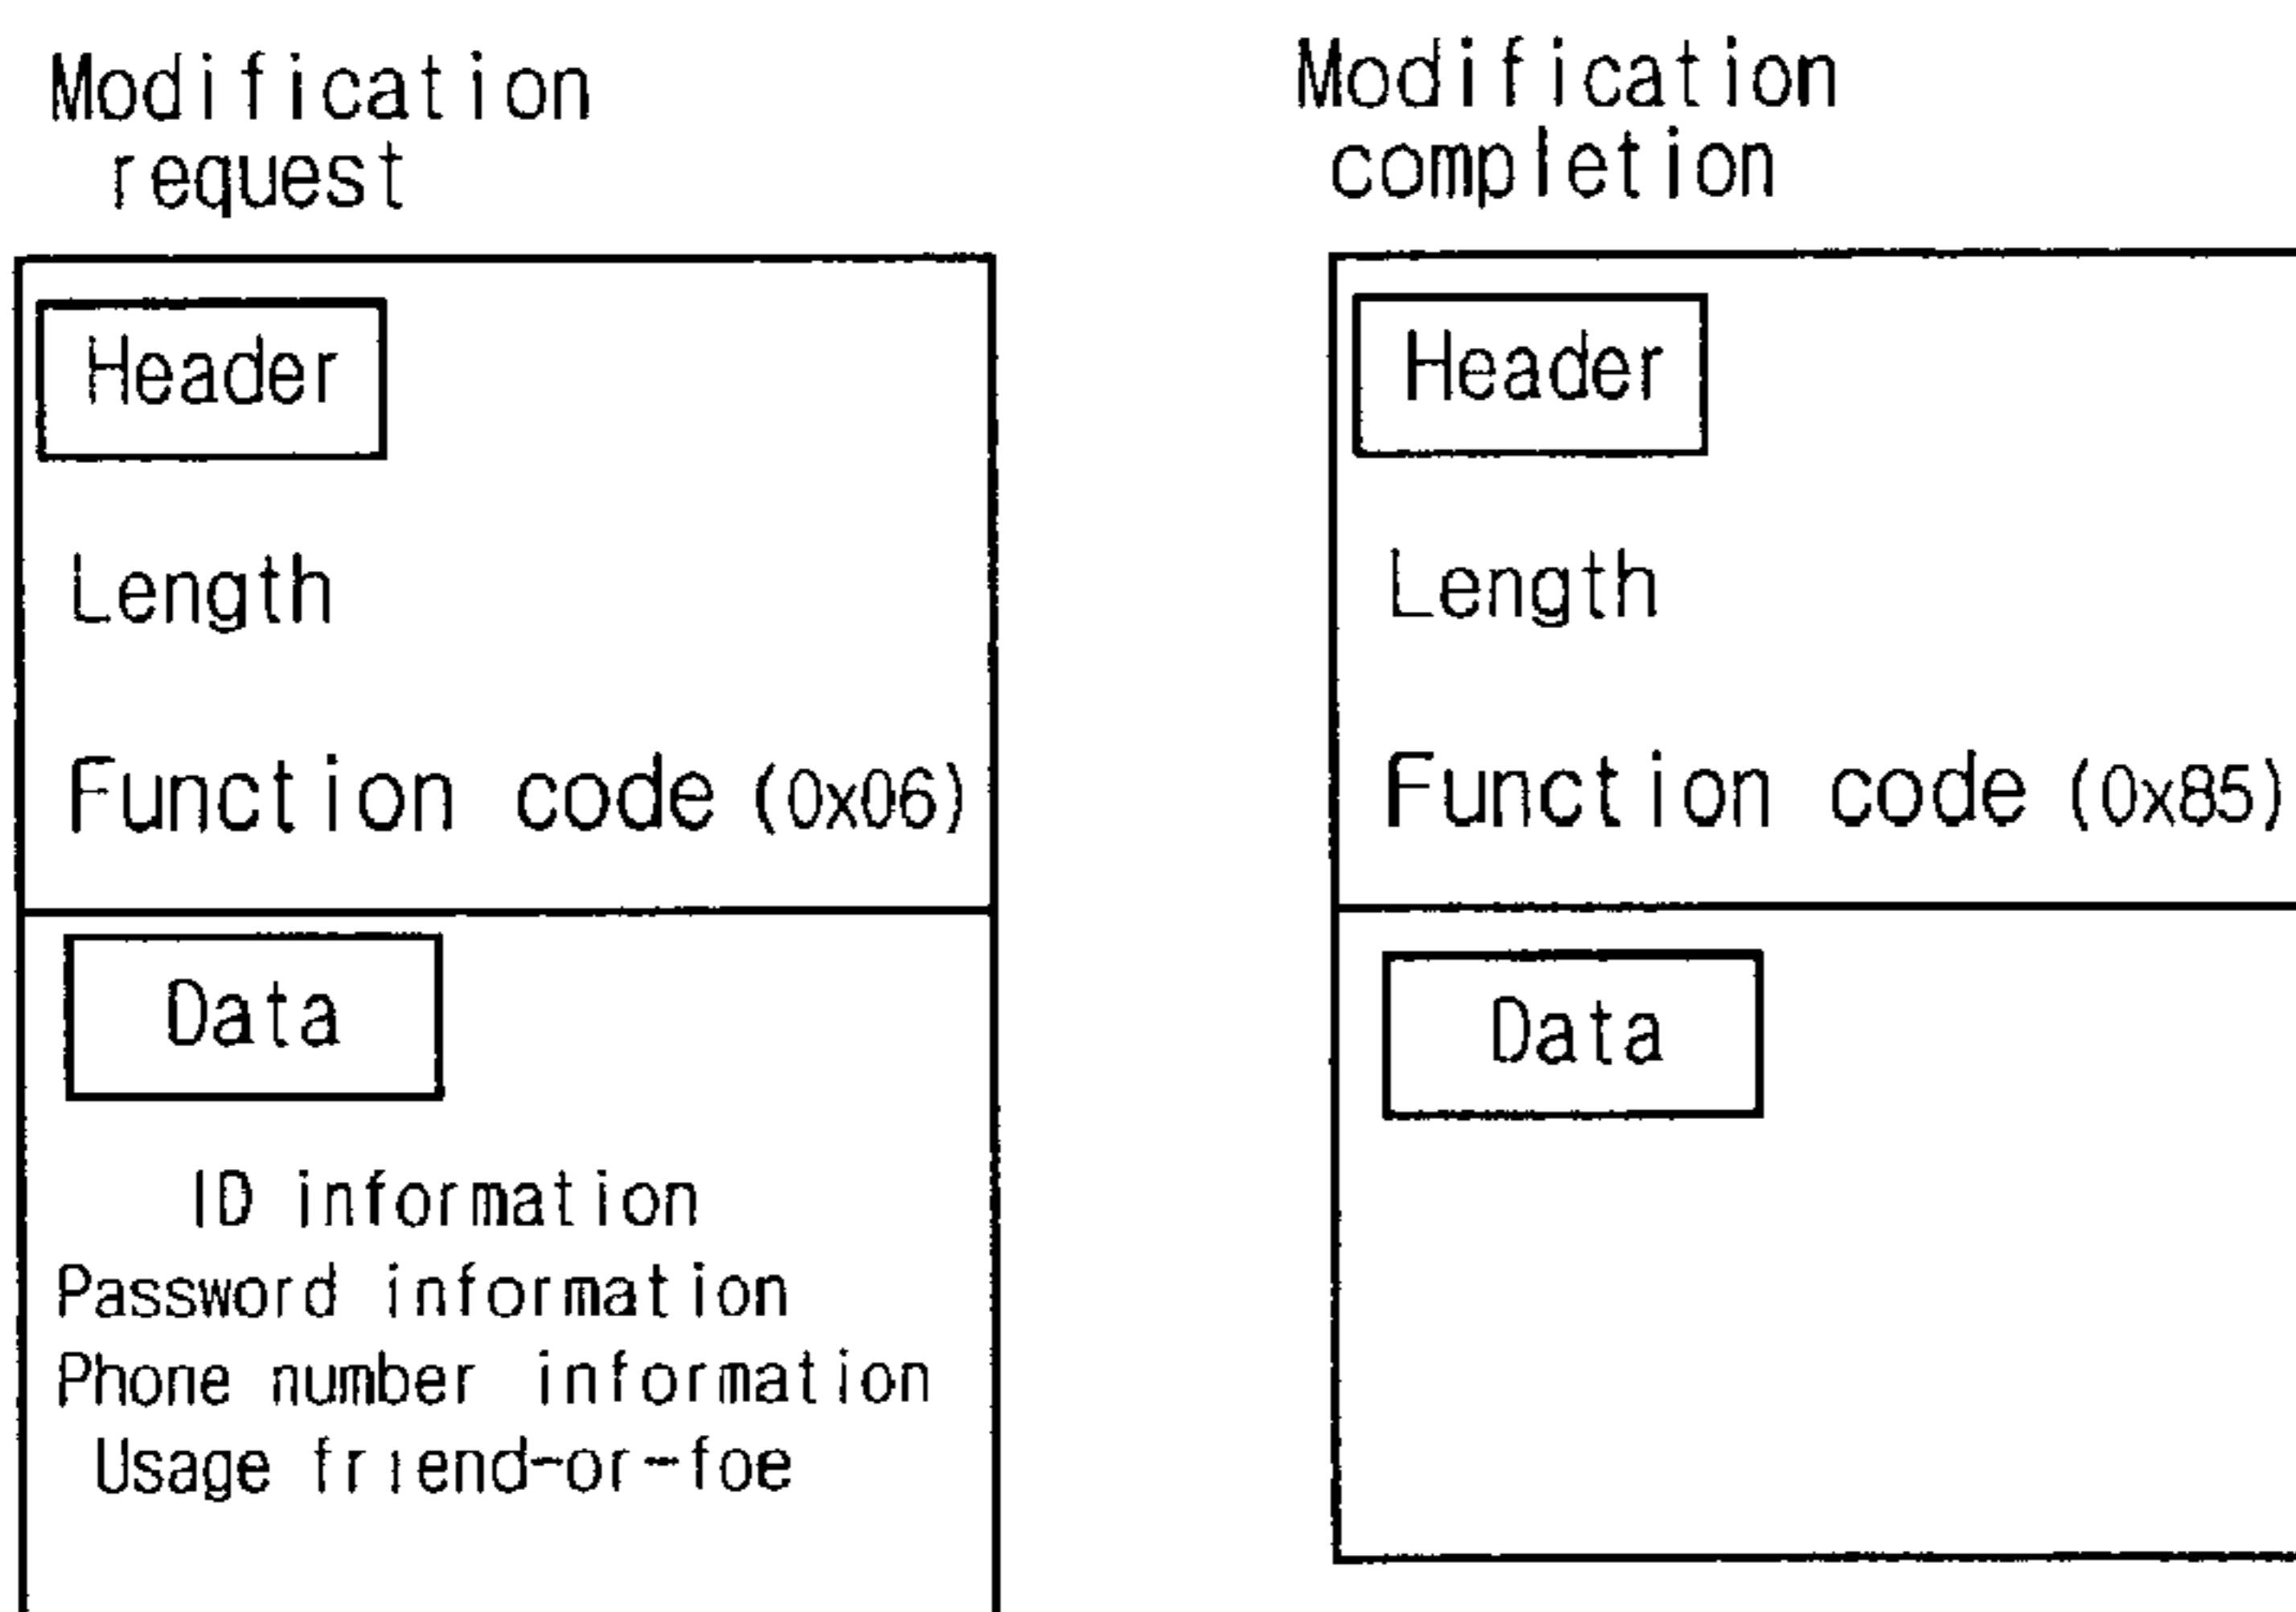 Modification
request
Header
Length
Function code (0x06)
Data
ID information
Password information
Phone number information
Usage friend-or-foe
Modification
completion
Header
Length
Function code (0x85)
Data